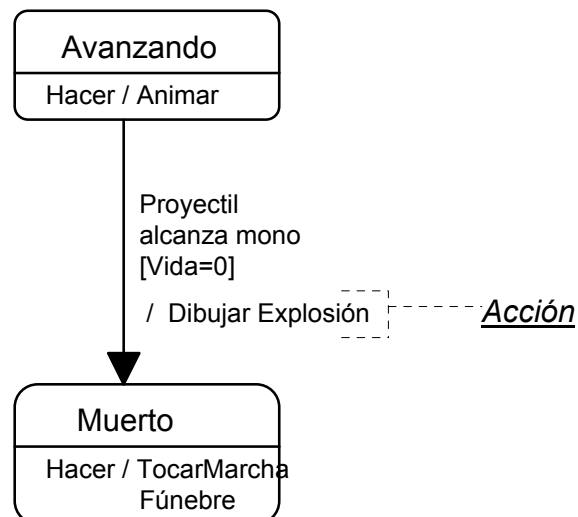 Avanzando
Hacer / Animar
Proyectil
alcanza mono
[Vida=0]
/ Dibujar Explosión
Acción
Muerto
Hacer / TocarMarcha
Fúnebre